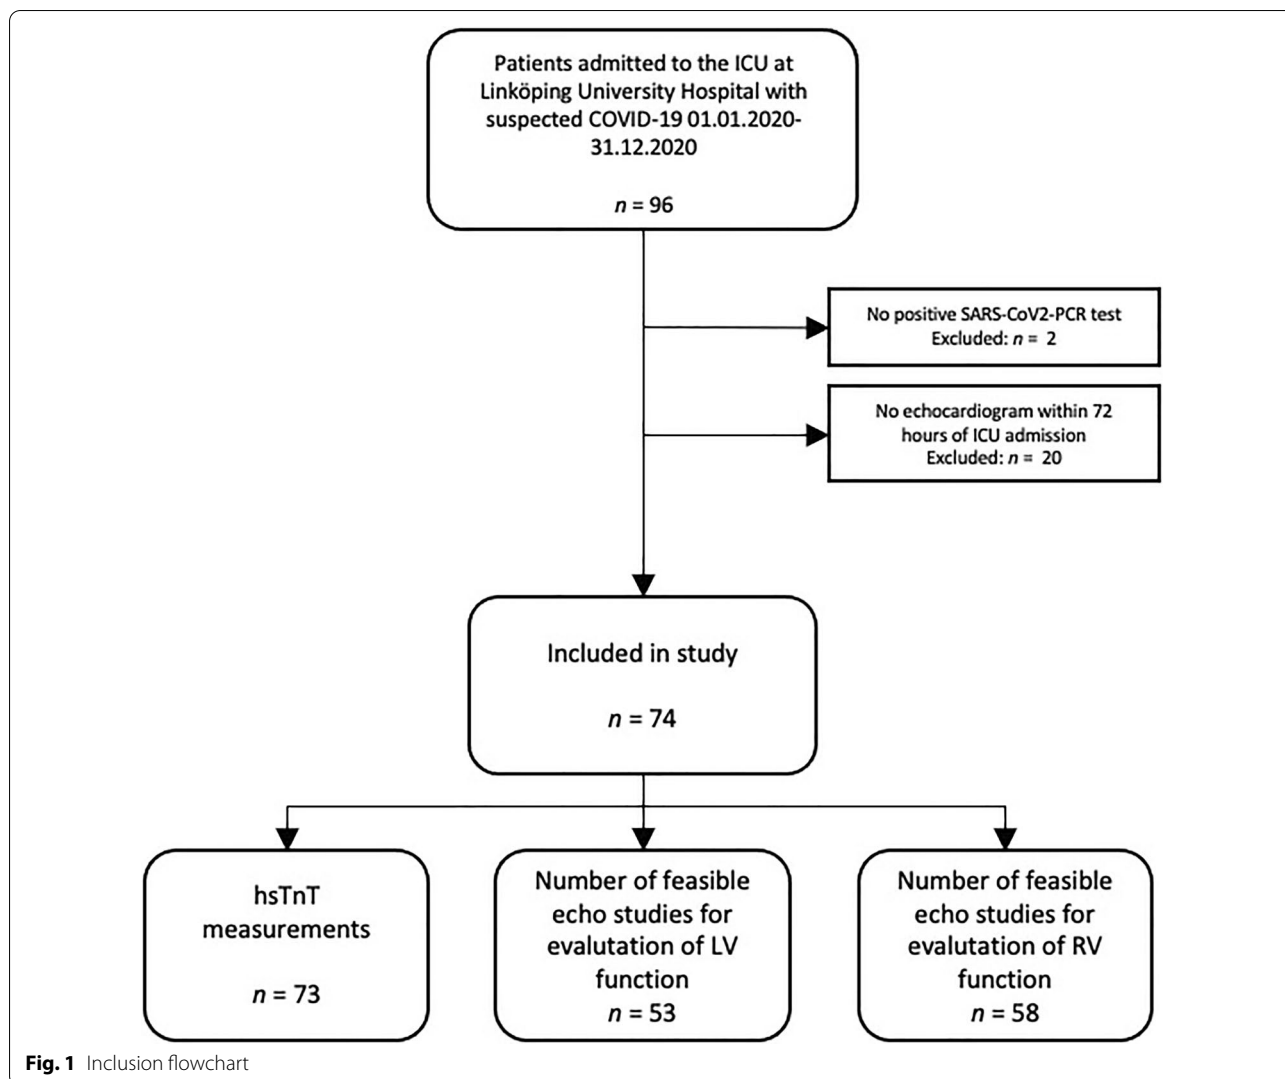 Patients admitted to the ICU at
Linköping University Hospital with
suspected COVID-19 01.01.2020-
31.12.2020
n = 96
No positive SARS-CoV2-PCR test
Excluded: n = 2
No echocardiogram within 72
hours of ICU admission
Excluded: n = 20
Included in study
n = 74
hsTnT
measurements
n = 73
Number of feasible
echo studies for
evalutation of LV
function
n = 53
Number of feasible
echo studies for
evalutation of RV
function
n = 58
Fig. 1 Inclusion flowchart